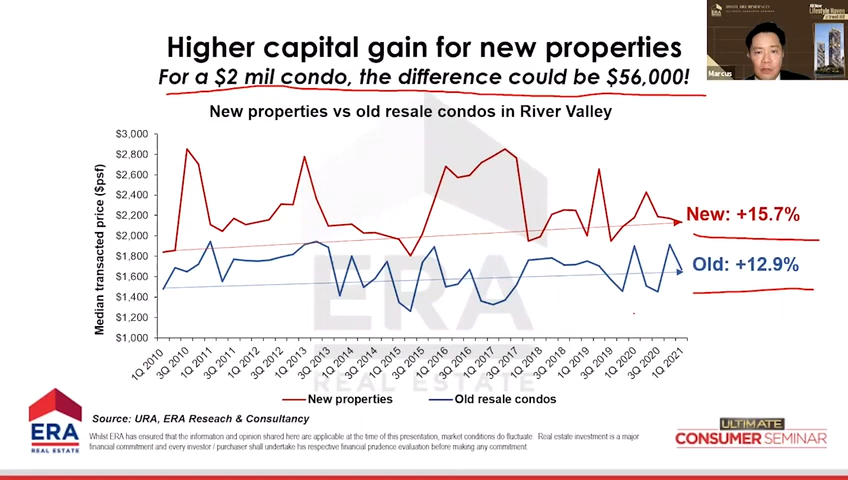 Higher capital gain for new properties
For a $2 mil condo, the difference could be $56,000!
Marcus
New properties vs old resale condos in River Valley
Median transacted price ($psf)
$3,000
$2,800
$2,600
$2,400
$2,200
$2,000
$1,800
$1,600
$1,400
$1,200
$1,000
New: +15.7%
Old: +12.9%
1Q 2010
3Q 2010
1Q 2011
3Q 2011
1Q 2012
3Q 2012
1Q 2013
3Q 2013
1Q 2014
3Q 2014
1Q 2015
3Q 2015
1Q 2016
3Q 2016
1Q 2017
3Q 2017
1Q 2018
3Q 2018
1Q 2019
3Q 2019
1Q 2020
3Q 2020
1Q 2021
ERA
REAL ESTATE
New properties
Old resale condos
Source: URA, ERA Reseach & Consultancy
Whilst ERA has ensured that the information and opinion shared here are applicable at the time of this presentation, market conditions do fluctuate. Real estate investment is a major
financial commitment and every investor / purchaser shall undertake his respective financial prudence evaluation before making any commitment.
ERA
REAL ESTATE
ULTIMATE
CONSUMER SEMINAR
Lifestyle Haven